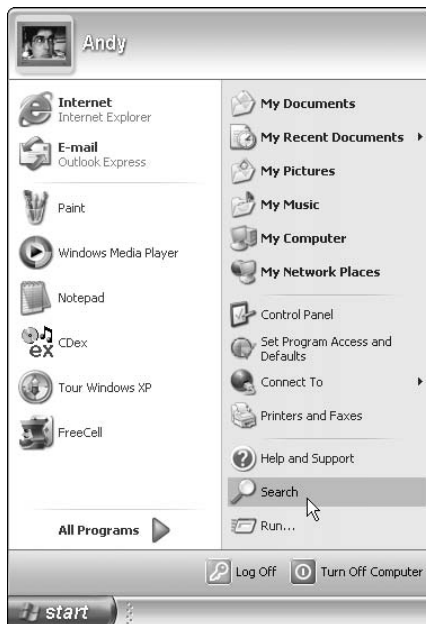 Andy
Internet
Internet Explorer
E-mail
Outlook Express
Paint
Windows Media Player
Notepad
ex CDex
Tour Windows XP
FreeCell
All Programs
My Documents
My Recent Documents
My Pictures
My Music
My Computer
My Network Places
Control Panel
Set Program Access and
Defaults
Connect To
Printers and Faxes
Help and Support
Search
Run...
Log Off
Turn Off Computer
start